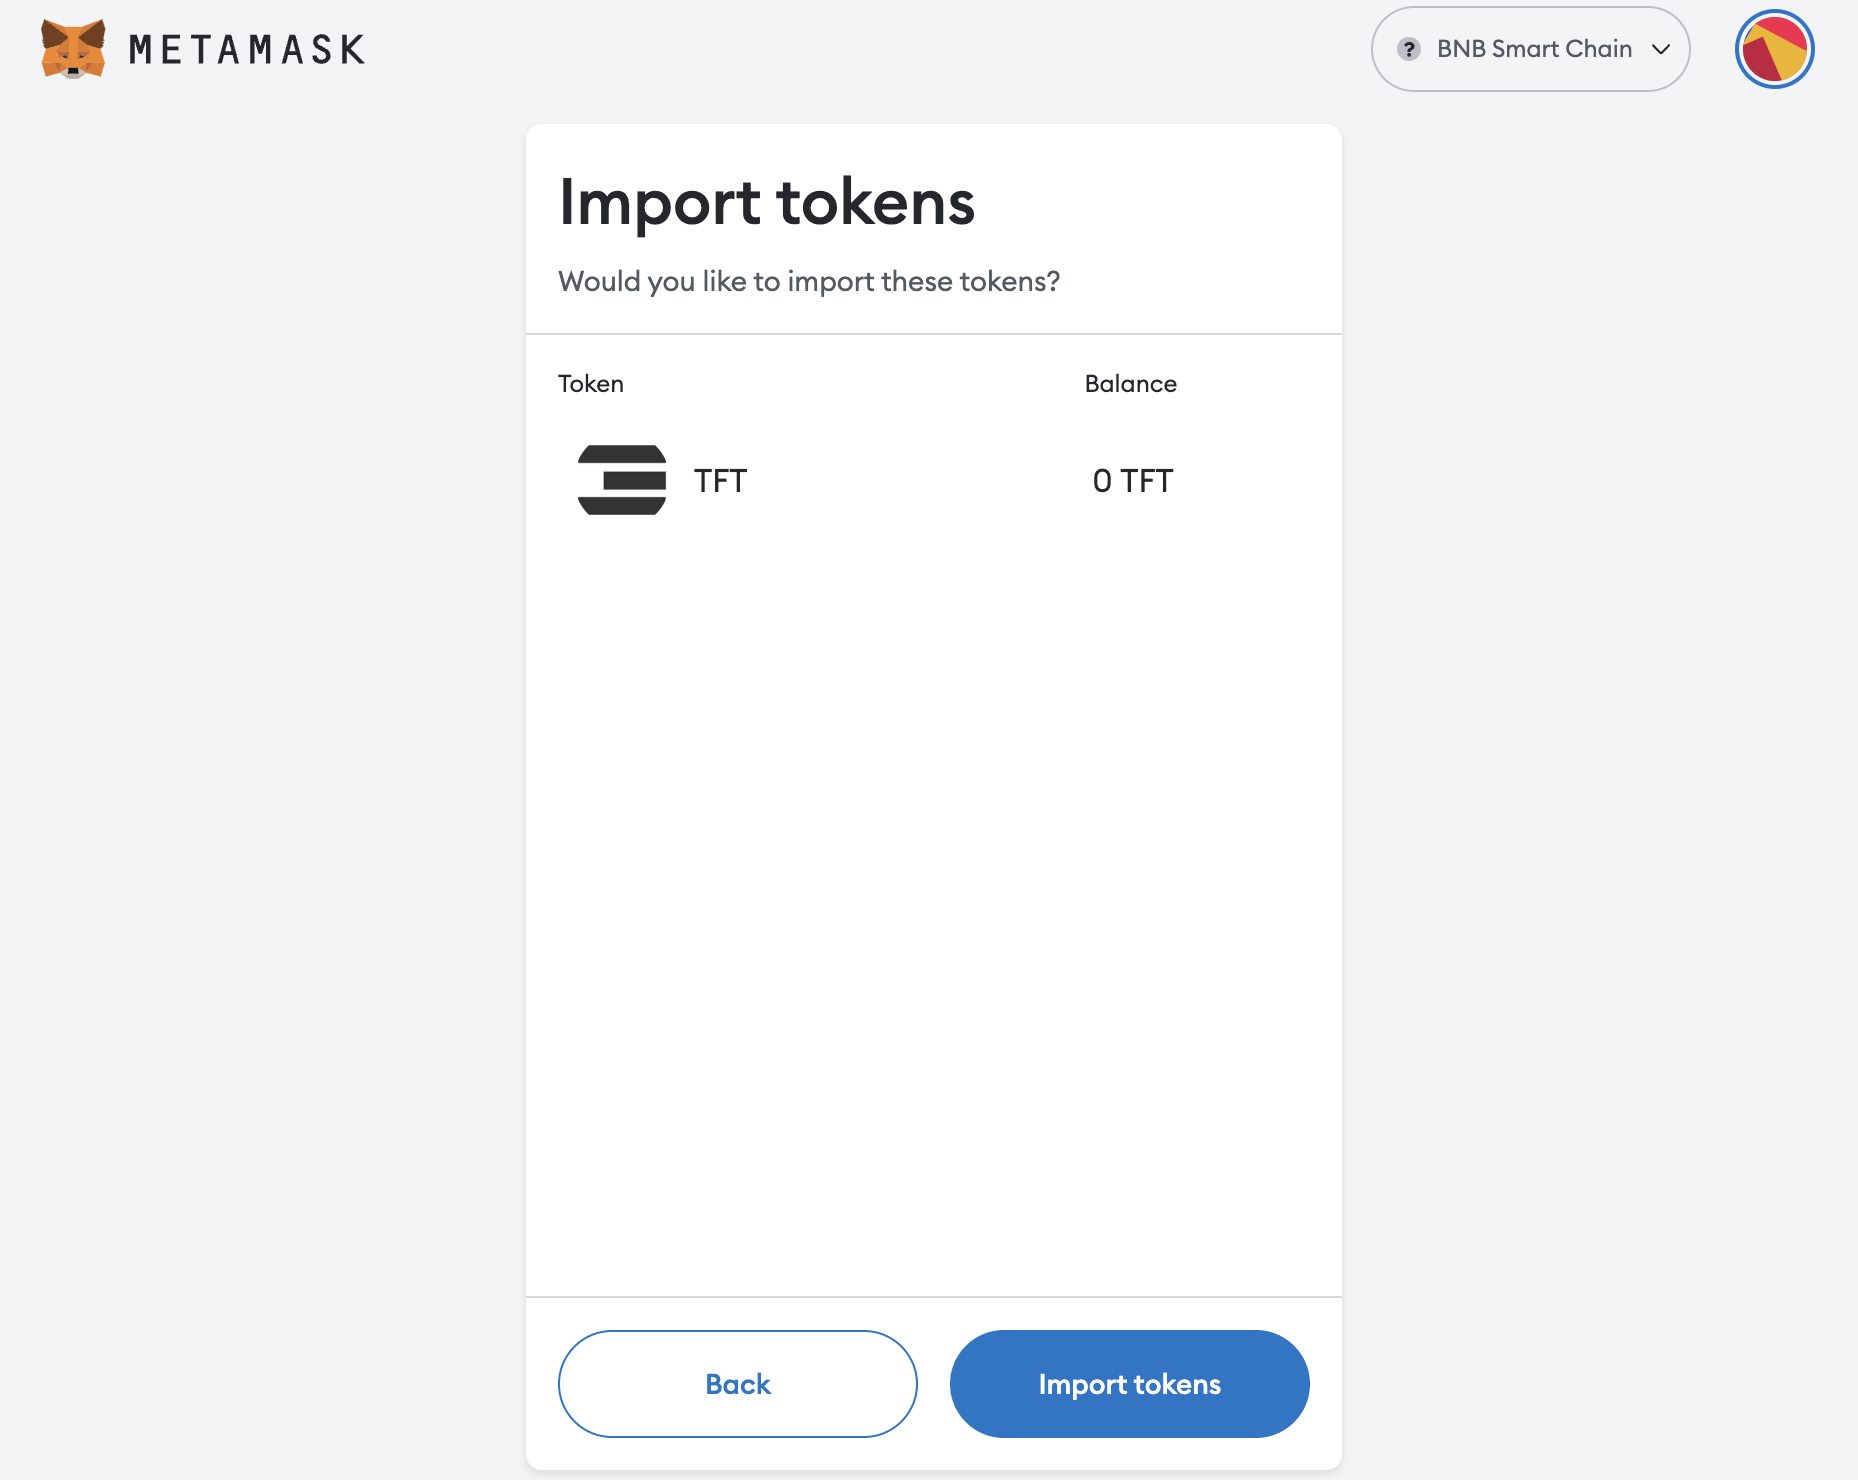 METAMASK
? BNB Smart Chain
Import tokens
Would you like to import these tokens?
Token Balance
TFT 0 TFT
Back Import tokens